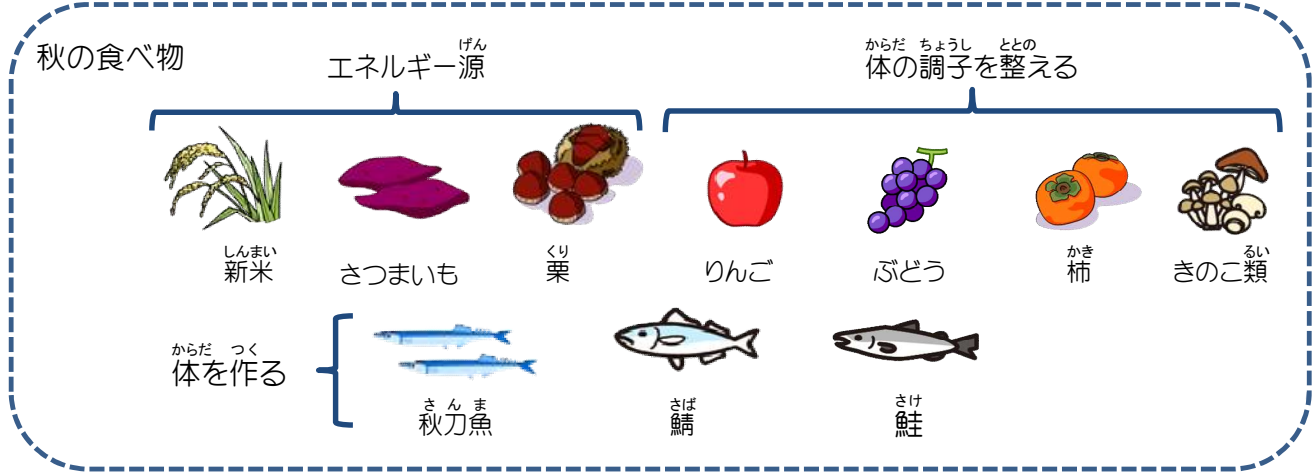 秋の食べ物
エネルギー源
げん
体の調子を整える
からだ ちょうし ととの
新米
しんまい
さつまいも
栗
くり
りんご
ぶどう
柿
かき
きのこ類
るい
体を作る
からだ つく
秋刀魚
さんま
鯖
さば
鮭
さけ